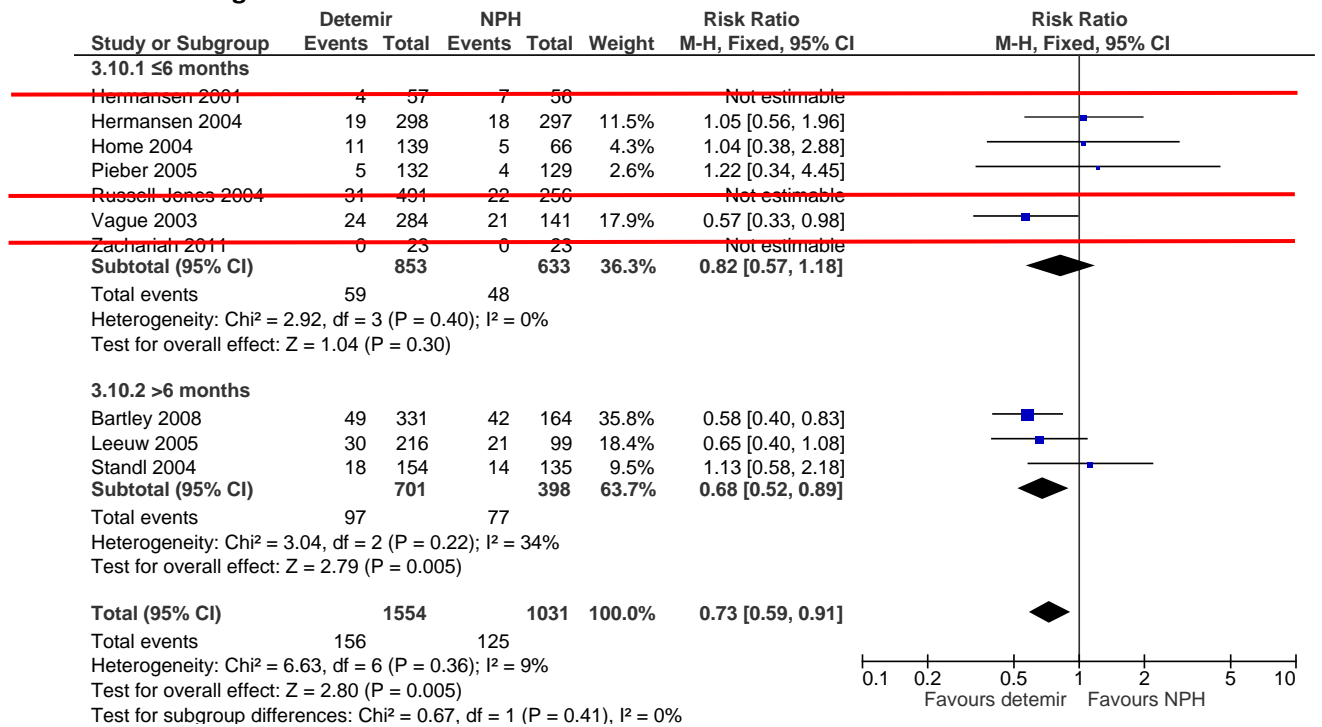 Detemir NPH Risk Ratio Risk Ratio
Study or Subgroup Events Total Events Total Weight M-H, Fixed, 95% CI M-H, Fixed, 95% CI
3.10.1 ≤6 months
Hermansen 2001 4 57 7 56 Not estimable
Hermansen 2004 19 298 18 297 11.5% 1.05 [0.56, 1.96]
Home 2004 11 139 5 66 4.3% 1.04 [0.38, 2.88]
Pieber 2005 5 132 4 129 2.6% 1.22 [0.34, 4.45]
Russell-Jones 2004 31 491 22 256 Not estimable
Vague 2003 24 284 21 141 17.9% 0.57 [0.33, 0.98]
Zachariah 2011 0 23 0 23 Not estimable
Subtotal (95% CI) 853 633 36.3% 0.82 [0.57, 1.18]
Total events 59 48
Heterogeneity: Chi² = 2.92, df = 3 (P = 0.40); I² = 0%
Test for overall effect: Z = 1.04 (P = 0.30)
3.10.2 >6 months
Bartley 2008 49 331 42 164 35.8% 0.58 [0.40, 0.83]
Leeuw 2005 30 216 21 99 18.4% 0.65 [0.40, 1.08]
Standl 2004 18 154 14 135 9.5% 1.13 [0.58, 2.18]
Subtotal (95% CI) 701 398 63.7% 0.68 [0.52, 0.89]
Total events 97 77
Heterogeneity: Chi² = 3.04, df = 2 (P = 0.22); I² = 34%
Test for overall effect: Z = 2.79 (P = 0.005)
Total (95% CI) 1554 1031 100.0% 0.73 [0.59, 0.91]
Total events 156 125
Heterogeneity: Chi² = 6.63, df = 6 (P = 0.36); I² = 9%
Test for overall effect: Z = 2.80 (P = 0.005)
Test for subgroup differences: Chi² = 0.67, df = 1 (P = 0.41), I² = 0%
0.1 0.2 0.5 1 2 5 10
Favours detemir Favours NPH